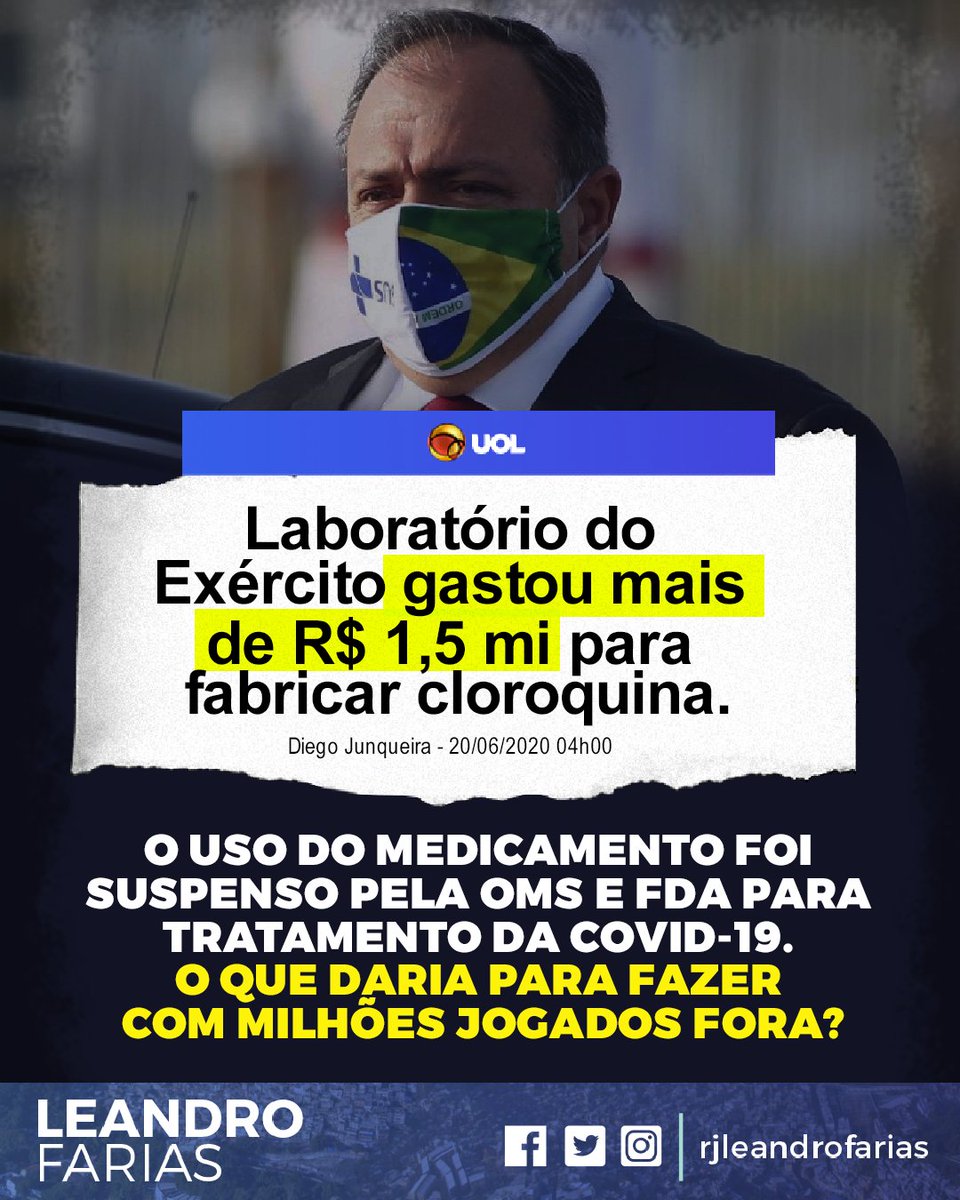 SUS
ORDEM
UOL
Laboratório do
Exército gastou mais
de R$ 1,5 mi para
fabricar cloroquina.
Diego Junqueira - 20/06/2020 04h00
O USO DO MEDICAMENTO FOI
SUSPENSO PELA OMS E FDA PARA
TRATAMENTO DA COVID-19.
O QUE DARIA PARA FAZER
COM MILHÕES JOGADOS FORA?
LEANDRO
FARIAS
rjleandrofarias